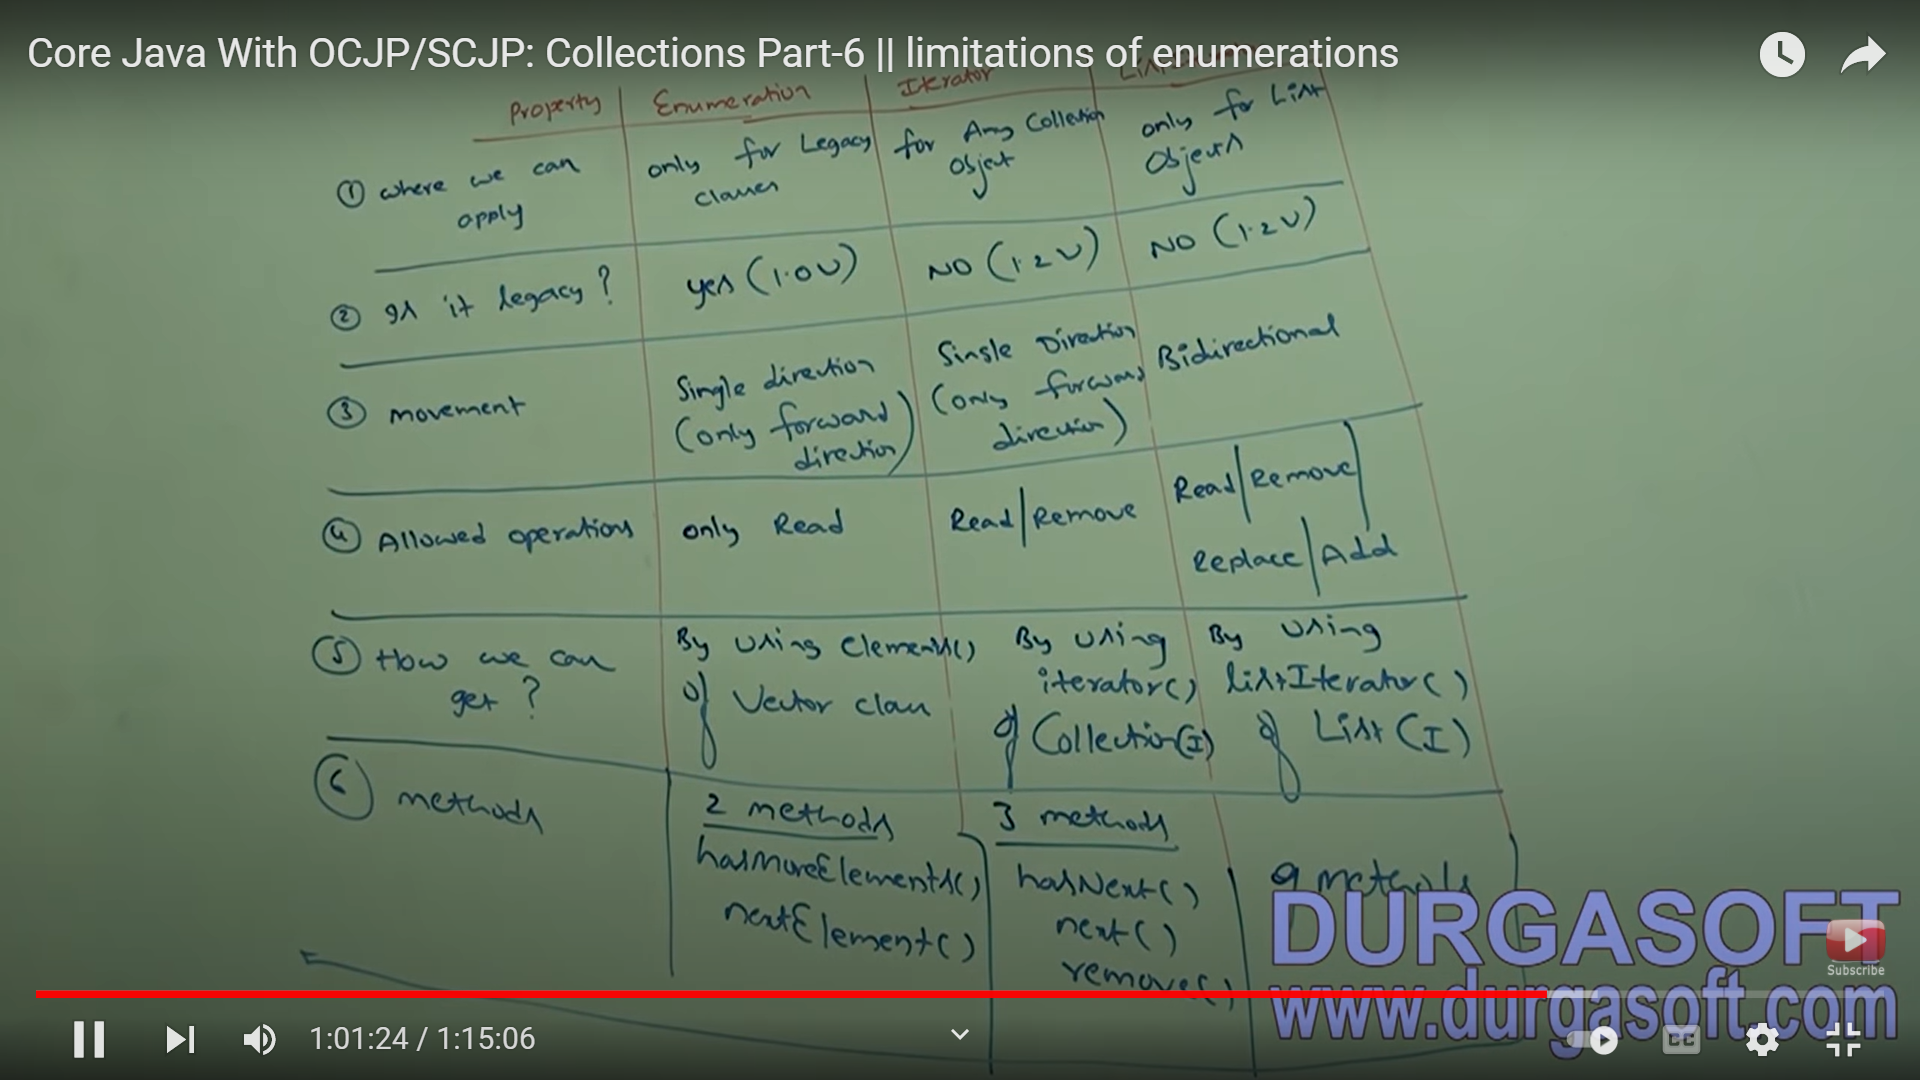 Core Java With OCJP/SCJP: Collections Part-6 || limitations of enumerations
Property Enumeration Iterator
① where we can apply
only for Legacy classes
for Any Collection Object
only for List Objects
② Is it legacy?
yes (1.0V)
NO (1.2V)
NO (1.2V)
③ movement
Single direction
(only forward
direction)
Single Direction
(only forward
direction)
Bidirectional
④ Allowed operations
only Read
Read/Remove
Read/Remove/
Replace/Add
⑤ How we can
get?
By using elements()
of Vector class
By using
iterator()
of Collection(I)
By using
listIterator()
of List(I)
⑥ methods
2 methods
hasMoreElements()
nextElement()
3 methods
hasNext()
next()
remove()
9 methods
DURGASOFT
www.durgasoft.com
Subscribe
1:01:24 / 1:15:06
CC